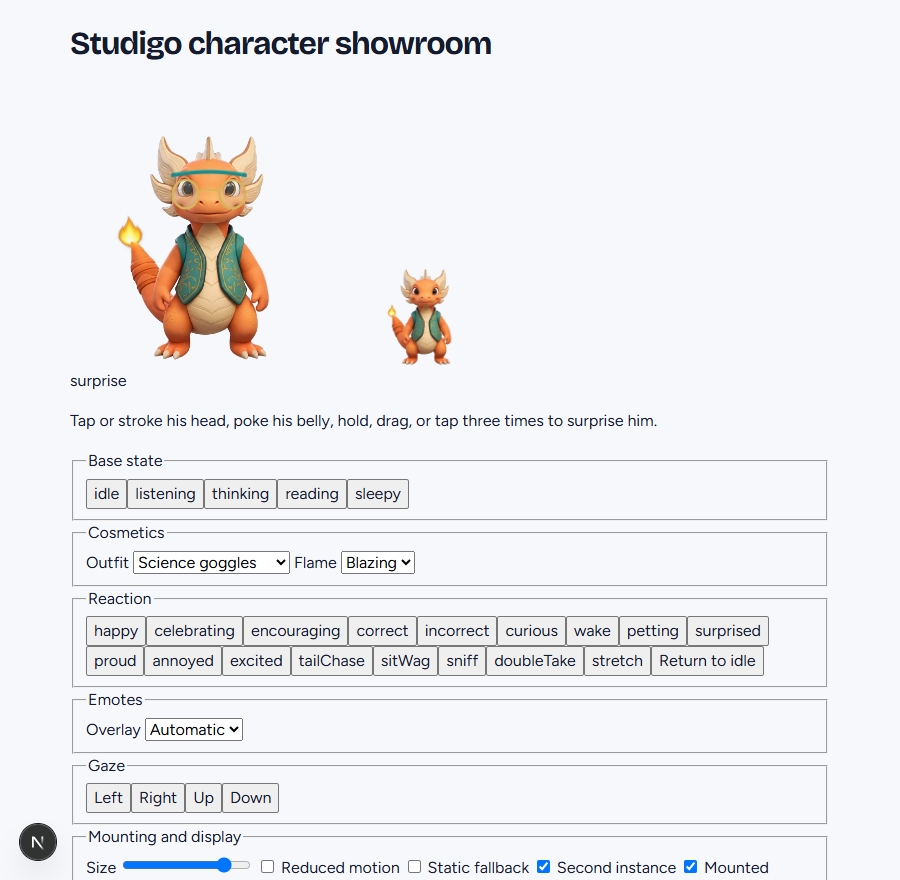 Studigo character showroom
surprise
Tap or stroke his head, poke his belly, hold, drag, or tap three times to surprise him.
Base state
idle listening thinking reading sleepy
Cosmetics
Outfit Science goggles Flame Blazing
Reaction
happy celebrating encouraging correct incorrect curious wake petting surprised
proud annoyed excited tailChase sitWag sniff doubleTake stretch Return to idle
Emotes
Overlay Automatic
Gaze
Left Right Up Down
Mounting and display
N
Size Reduced motion Static fallback Second instance Mounted